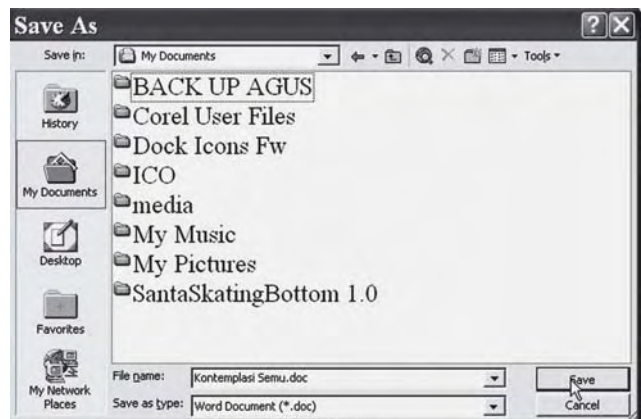 Save As
Save in: My Documents Tools
History
My Documents
Desktop
Favorites
My Network
Places
BACK UP AGUS
Corel User Files
Dock Icons Fw
ICO
media
My Music
My Pictures
SantaSkatingBottom 1.0
File name: Kontemplasi Semu.doc Save
Save as type: Word Document (*.doc) Cancel